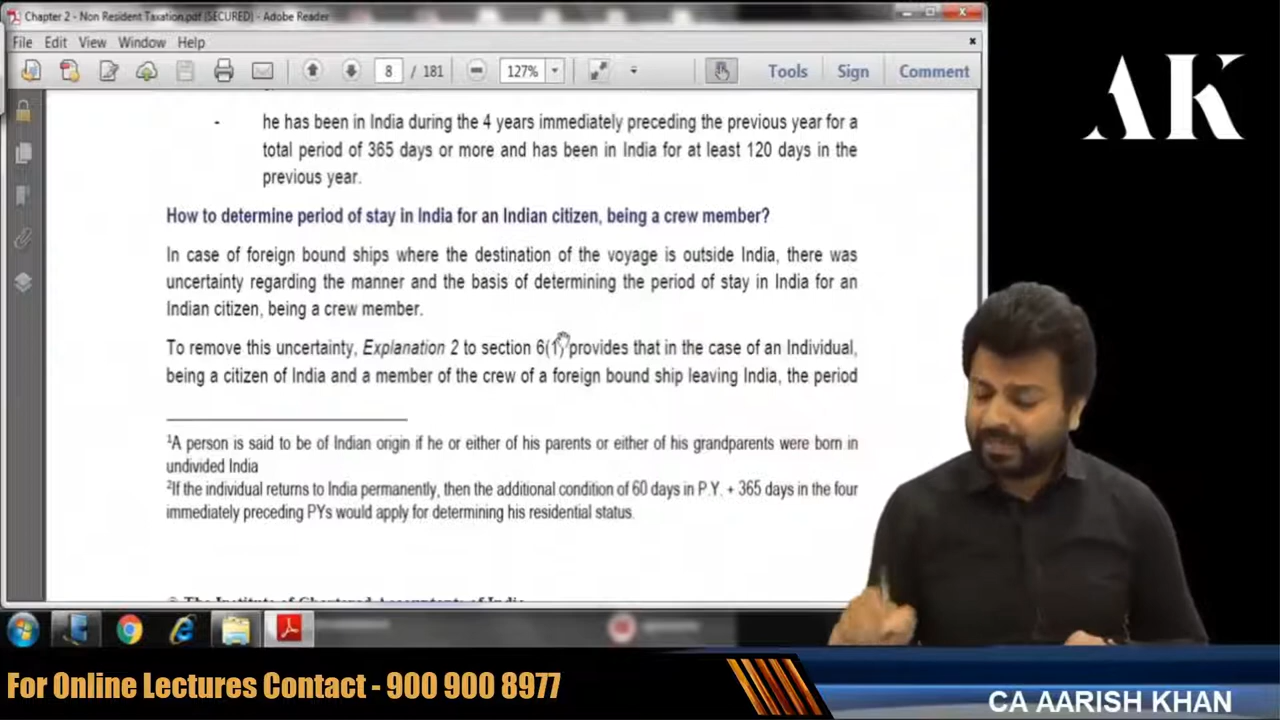 Chapter 2 - Non Resident Taxation.pdf (SECURED) - Adobe Reader
File Edit View Window Help
8 / 181 127% Tools Sign Comment
AK
- he has been in India during the 4 years immediately preceding the previous year for a
total period of 365 days or more and has been in India for at least 120 days in the
previous year.
How to determine period of stay in India for an Indian citizen, being a crew member?
In case of foreign bound ships where the destination of the voyage is outside India, there was
uncertainty regarding the manner and the basis of determining the period of stay in India for an
Indian citizen, being a crew member.
To remove this uncertainty, Explanation 2 to section 6(1) provides that in the case of an Individual,
being a citizen of India and a member of the crew of a foreign bound ship leaving India, the period
¹A person is said to be of Indian origin if he or either of his parents or either of his grandparents were born in
undivided India
²If the individual returns to India permanently, then the additional condition of 60 days in P.Y. + 365 days in the four
immediately preceding PYs would apply for determining his residential status.
© The Institute of Chartered Accountants of India
For Online Lectures Contact - 900 900 8977
CA AARISH KHAN